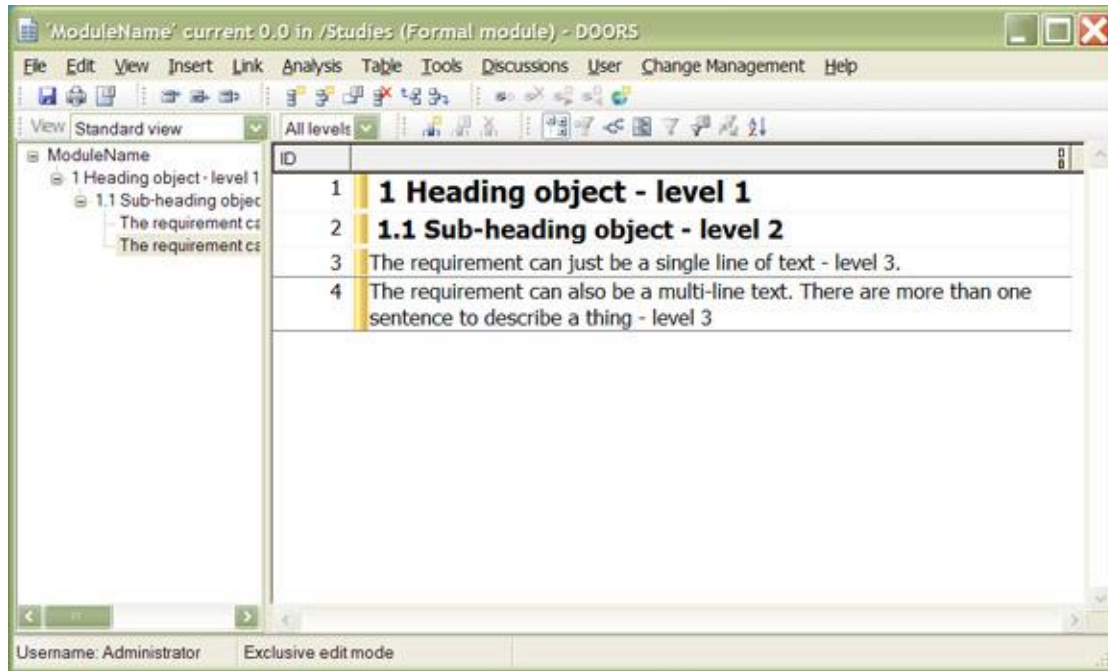 'ModuleName' current 0.0 in /Studies (Formal module) - DOORS
File Edit View Insert Link Analysis Table Tools Discussions User Change Management Help
View Standard view All levels
ModuleName
1 Heading object - level 1
1.1 Sub-heading objec
The requirement ca
The requirement ca
ID
1 1 Heading object - level 1
2 1.1 Sub-heading object - level 2
3 The requirement can just be a single line of text - level 3.
4 The requirement can also be a multi-line text. There are more than one
sentence to describe a thing - level 3
Username: Administrator Exclusive edit mode